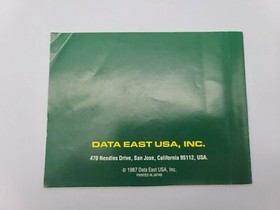 DATA EAST USA, INC.
470 Needles Drive, San Jose, California 95112, USA.
© 1987 Data East USA, Inc.
PRINTED IN JAPAN